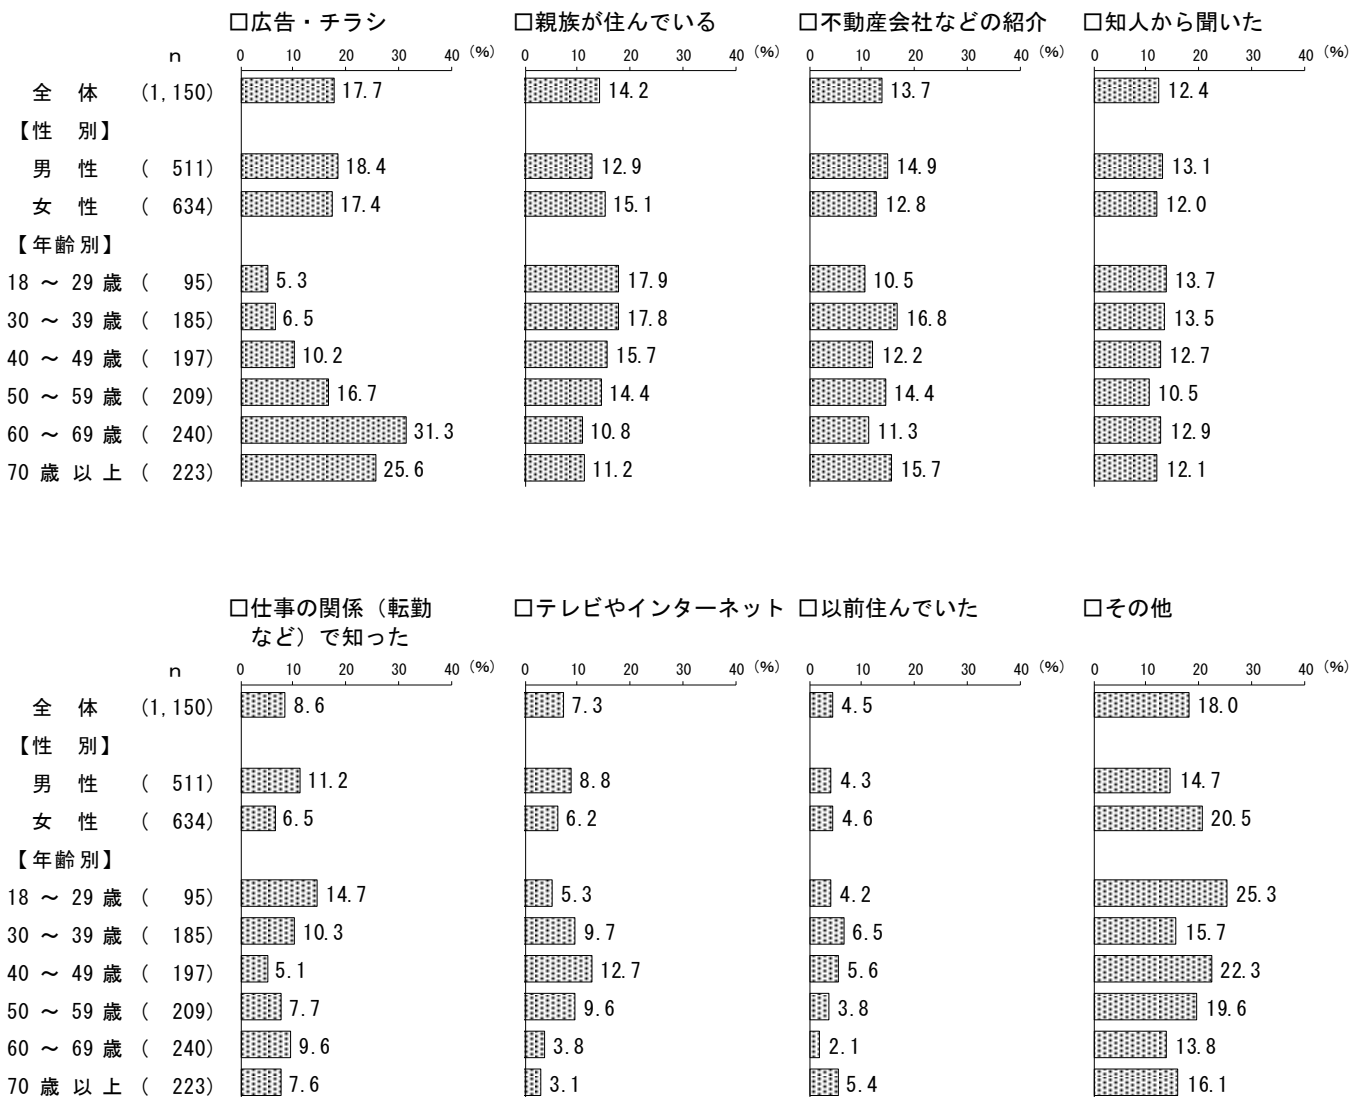 □広告・チラシ □親族が住んでいる □不動産会社などの紹介 □知人から聞いた
n 0 10 20 30 40 (%) 0 10 20 30 40 (%) 0 10 20 30 40 (%) 0 10 20 30 40 (%)
全 体 (1,150) 17.7 14.2 13.7 12.4
【性 別】
男 性 ( 511) 18.4 12.9 14.9 13.1
女 性 ( 634) 17.4 15.1 12.8 12.0
【年齢別】
18 ～ 29 歳 ( 95) 5.3 17.9 10.5 13.7
30 ～ 39 歳 ( 185) 6.5 17.8 16.8 13.5
40 ～ 49 歳 ( 197) 10.2 15.7 12.2 12.7
50 ～ 59 歳 ( 209) 16.7 14.4 14.4 10.5
60 ～ 69 歳 ( 240) 31.3 10.8 11.3 12.9
70 歳 以 上 ( 223) 25.6 11.2 15.7 12.1
□仕事の関係（転勤 □テレビやインターネット □以前住んでいた □その他
など）で知った
n 0 10 20 30 40 (%) 0 10 20 30 40 (%) 0 10 20 30 40 (%) 0 10 20 30 40 (%)
全 体 (1,150) 8.6 7.3 4.5 18.0
【性 別】
男 性 ( 511) 11.2 8.8 4.3 14.7
女 性 ( 634) 6.5 6.2 4.6 20.5
【年齢別】
18 ～ 29 歳 ( 95) 14.7 5.3 4.2 25.3
30 ～ 39 歳 ( 185) 10.3 9.7 6.5 15.7
40 ～ 49 歳 ( 197) 5.1 12.7 5.6 22.3
50 ～ 59 歳 ( 209) 7.7 9.6 3.8 19.6
60 ～ 69 歳 ( 240) 9.6 3.8 2.1 13.8
70 歳 以 上 ( 223) 7.6 3.1 5.4 16.1